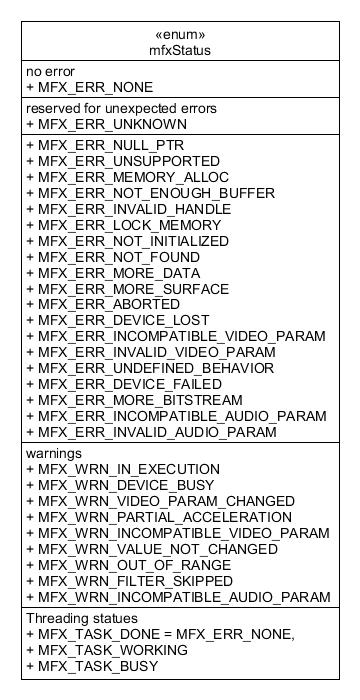 «enum»
mfxStatus
no error
+ MFX_ERR_NONE
reserved for unexpected errors
+ MFX_ERR_UNKNOWN
+ MFX_ERR_NULL_PTR
+ MFX_ERR_UNSUPPORTED
+ MFX_ERR_MEMORY_ALLOC
+ MFX_ERR_NOT_ENOUGH_BUFFER
+ MFX_ERR_INVALID_HANDLE
+ MFX_ERR_LOCK_MEMORY
+ MFX_ERR_NOT_INITIALIZED
+ MFX_ERR_NOT_FOUND
+ MFX_ERR_MORE_DATA
+ MFX_ERR_MORE_SURFACE
+ MFX_ERR_ABORTED
+ MFX_ERR_DEVICE_LOST
+ MFX_ERR_INCOMPATIBLE_VIDEO_PARAM
+ MFX_ERR_INVALID_VIDEO_PARAM
+ MFX_ERR_UNDEFINED_BEHAVIOR
+ MFX_ERR_DEVICE_FAILED
+ MFX_ERR_MORE_BITSTREAM
+ MFX_ERR_INCOMPATIBLE_AUDIO_PARAM
+ MFX_ERR_INVALID_AUDIO_PARAM
warnings
+ MFX_WRN_IN_EXECUTION
+ MFX_WRN_DEVICE_BUSY
+ MFX_WRN_VIDEO_PARAM_CHANGED
+ MFX_WRN_PARTIAL_ACCELERATION
+ MFX_WRN_INCOMPATIBLE_VIDEO_PARAM
+ MFX_WRN_VALUE_NOT_CHANGED
+ MFX_WRN_OUT_OF_RANGE
+ MFX_WRN_FILTER_SKIPPED
+ MFX_WRN_INCOMPATIBLE_AUDIO_PARAM
Threading statues
+ MFX_TASK_DONE = MFX_ERR_NONE,
+ MFX_TASK_WORKING
+ MFX_TASK_BUSY